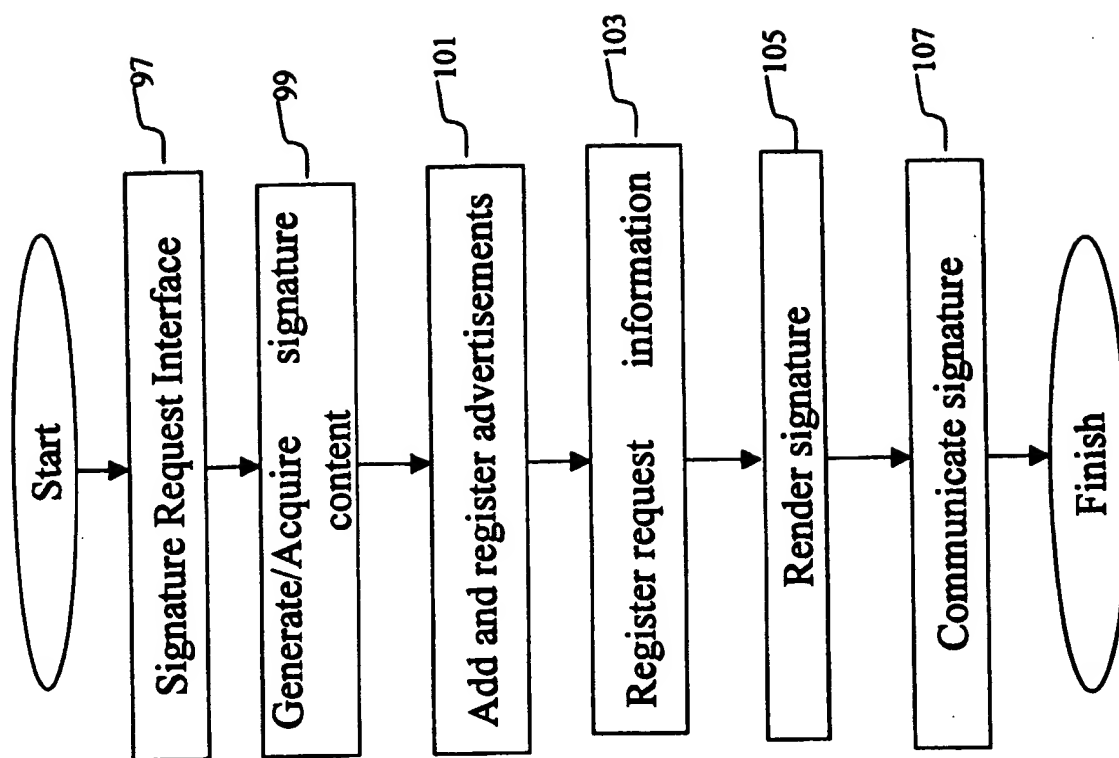 Start
Signature Request Interface
97
Generate/Acquire signature
content
99
Add and register advertisements
101
Register request information
103
Render signature
105
Communicate signature
107
Finish